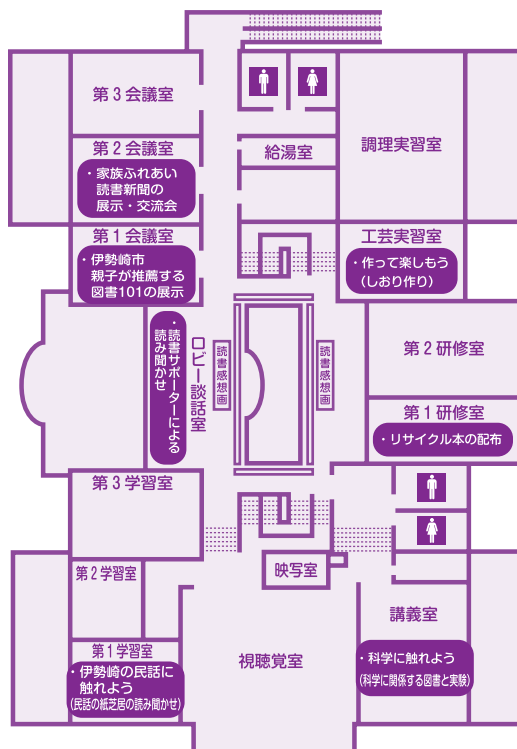 第3会議室
第2会議室
・家族ふれあい
読書新聞の
展示・交流会
第1会議室
・伊勢崎市
親子が推薦する
図書101の展示
給湯室
調理実習室
工芸実習室
・作って楽しもう
(しおり作り)
ロビー談話室
・読書サポーターによる
読み聞かせ
読書感想画
読書感想画
第2研修室
第1研修室
・リサイクル本の配布
第3学習室
第2学習室
第1学習室
・伊勢崎の民話に
触れよう
(民話の紙芝居の読み聞かせ)
映写室
視聴覚室
講義室
・科学に触れよう
(科学に関係する図書と実験)